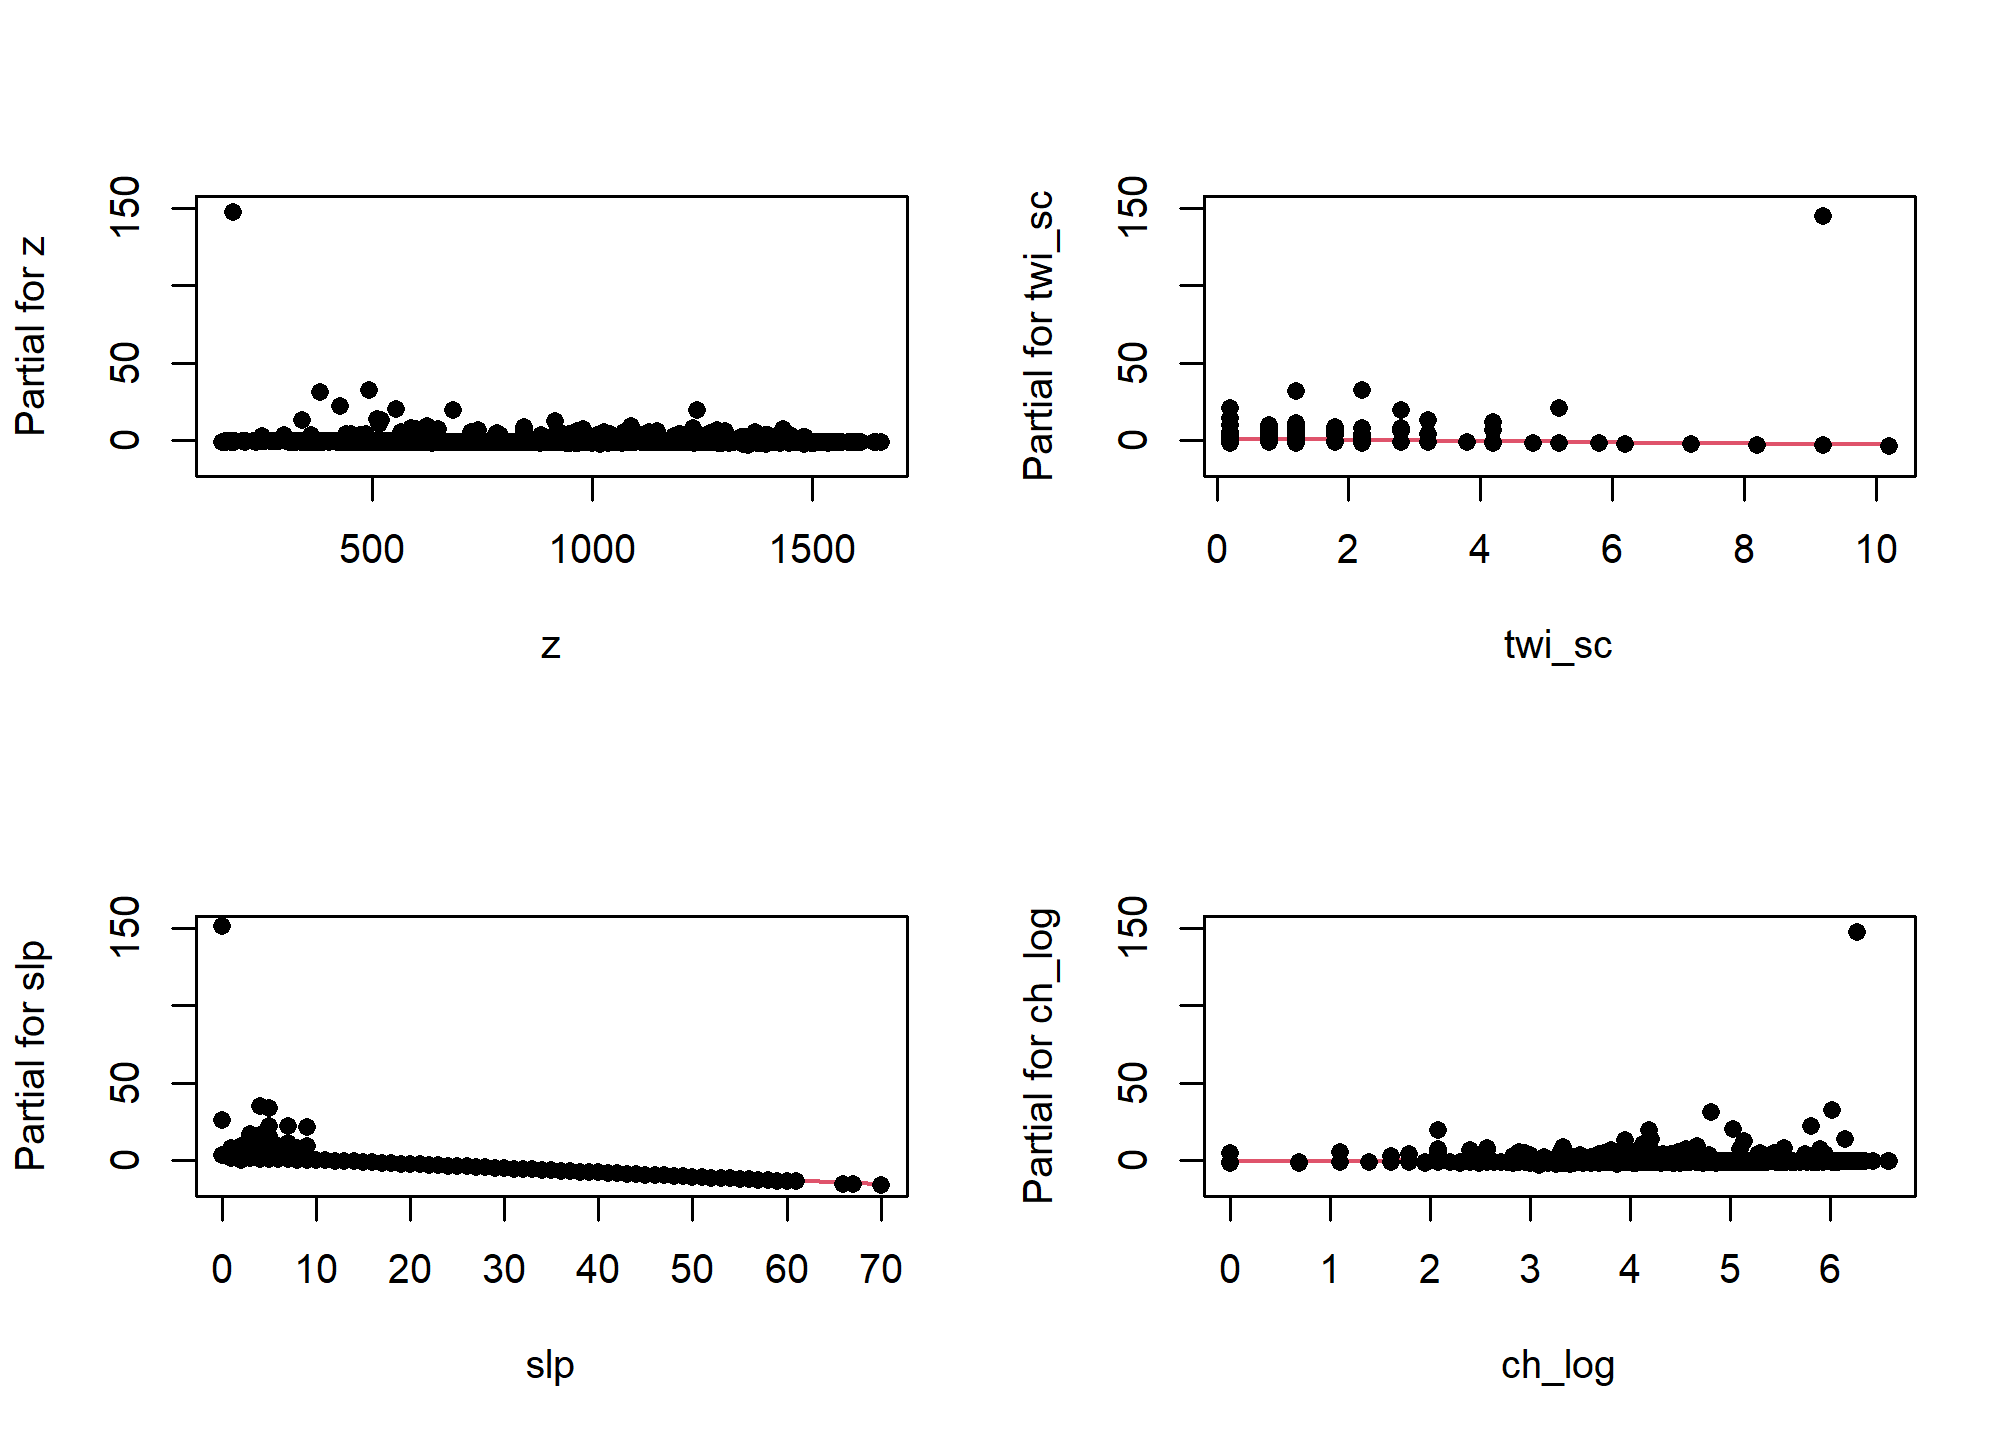 Partial for z
150
50
0
500 1000 1500
z
Partial for twi_sc
150
50
0
0 2 4 6 8 10
twi_sc
Partial for slp
150
50
0
0 10 20 30 40 50 60 70
slp
Partial for ch_log
150
50
0
0 1 2 3 4 5 6
ch_log